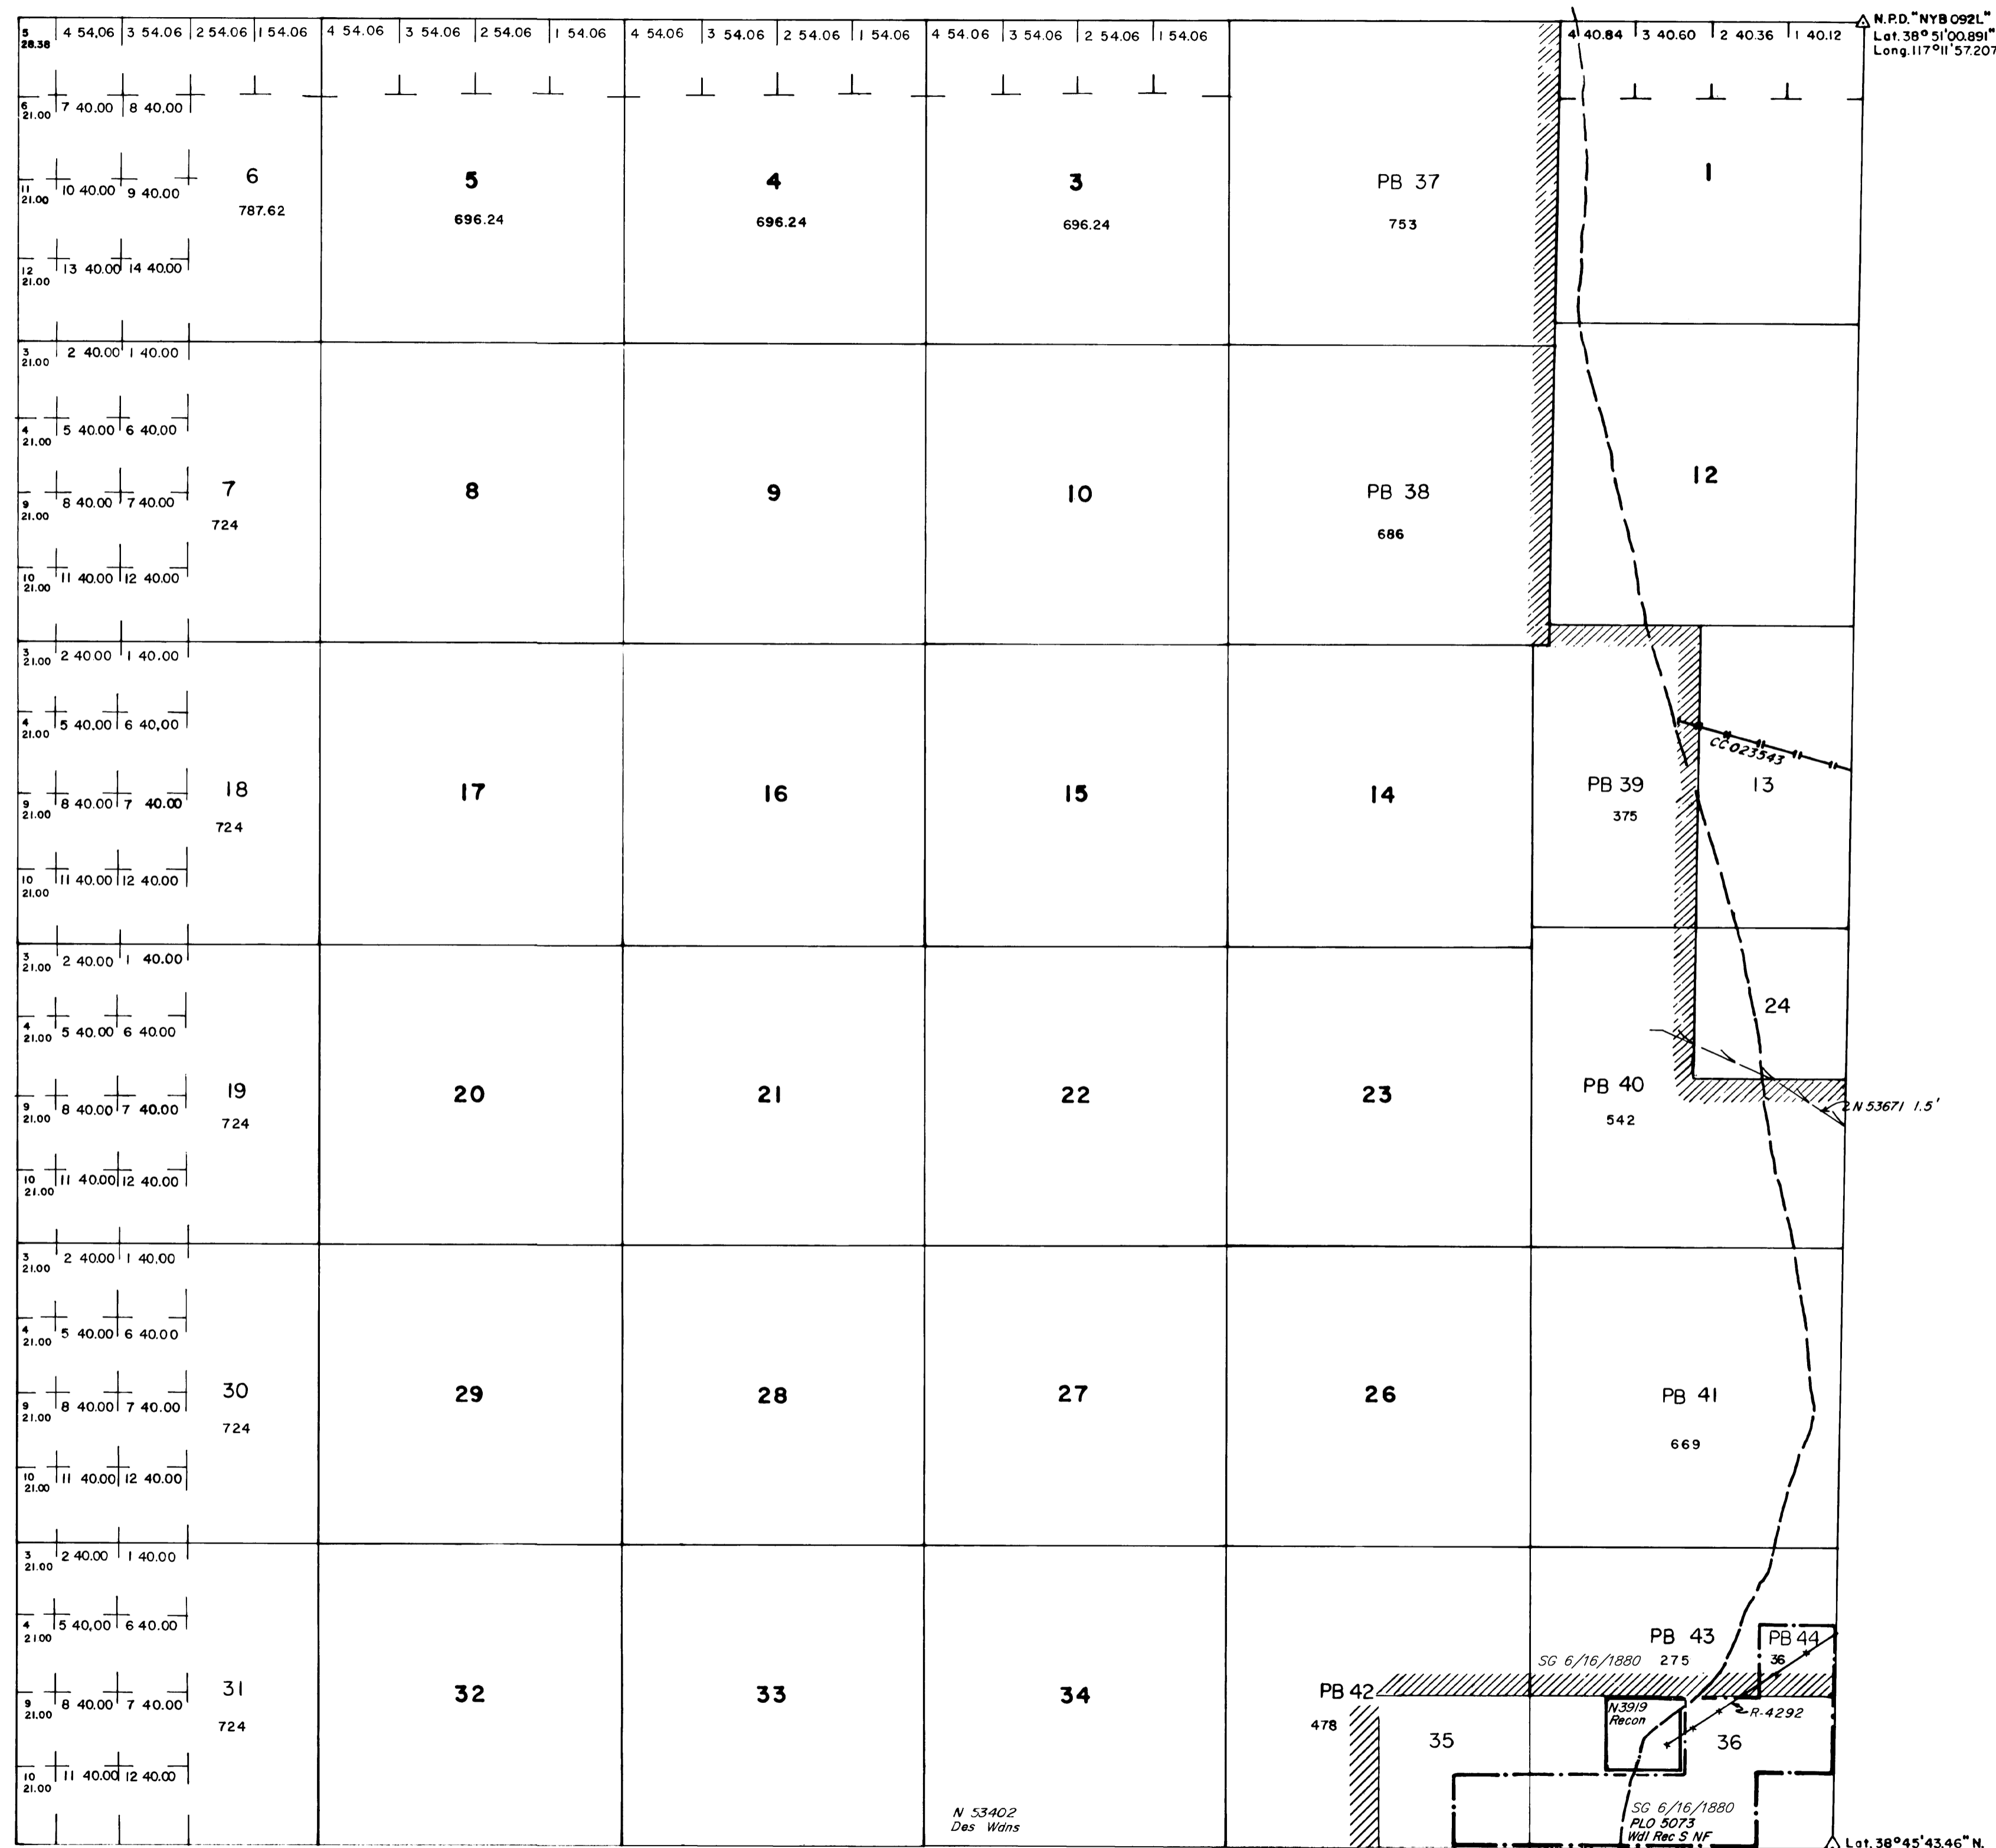 5
28.38
4 54.06 3 54.06 2 54.06 1 54.06
4 54.06 3 54.06 2 54.06 1 54.06
4 54.06 3 54.06 2 54.06 1 54.06
4 54.06 3 54.06 2 54.06 1 54.06
4 40.84 3 40.60 2 40.36 1 40.12
N.P.D. "NYB 092L"
Lat. 38° 51' 00.891"
Long. 117° 11' 57.207
6
21.00
7 40.00 8 40.00
11
21.00
10 40.00 9 40.00
12
21.00
13 40.00 14 40.00
6
787.62
5
696.24
4
696.24
3
696.24
PB 37
753
1
3
21.00
2 40.00 1 40.00
4
21.00
5 40.00 6 40.00
9
21.00
8 40.00 7 40.00
10
21.00
11 40.00 12 40.00
7
724
8
9
10
PB 38
686
12
3
21.00
2 40.00 1 40.00
4
21.00
5 40.00 6 40.00
9
21.00
8 40.00 7 40.00
10
21.00
11 40.00 12 40.00
18
724
17
16
15
14
PB 39
375
CC 023543
13
3
21.00
2 40.00 1 40.00
4
21.00
5 40.00 6 40.00
9
21.00
8 40.00 7 40.00
10
21.00
11 40.00 12 40.00
19
724
20
21
22
23
PB 40
542
24
2 N 53671 1.5'
3
21.00
2 40.00 1 40.00
4
21.00
5 40.00 6 40.00
9
21.00
8 40.00 7 40.00
10
21.00
11 40.00 12 40.00
30
724
29
28
27
26
PB 41
669
3
21.00
2 40.00 1 40.00
4
21.00
5 40.00 6 40.00
9
21.00
8 40.00 7 40.00
10
21.00
11 40.00 12 40.00
31
724
32
33
34
N 53402
Des Wdns
PB 42
478
35
SG 6/16/1880
PB 43
275
PB 44
36
N3919
Recon
R-4292
36
SG 6/16/1880
PLO 5073
Wdl Rec S NF
Lat. 38° 45' 43.46" N.